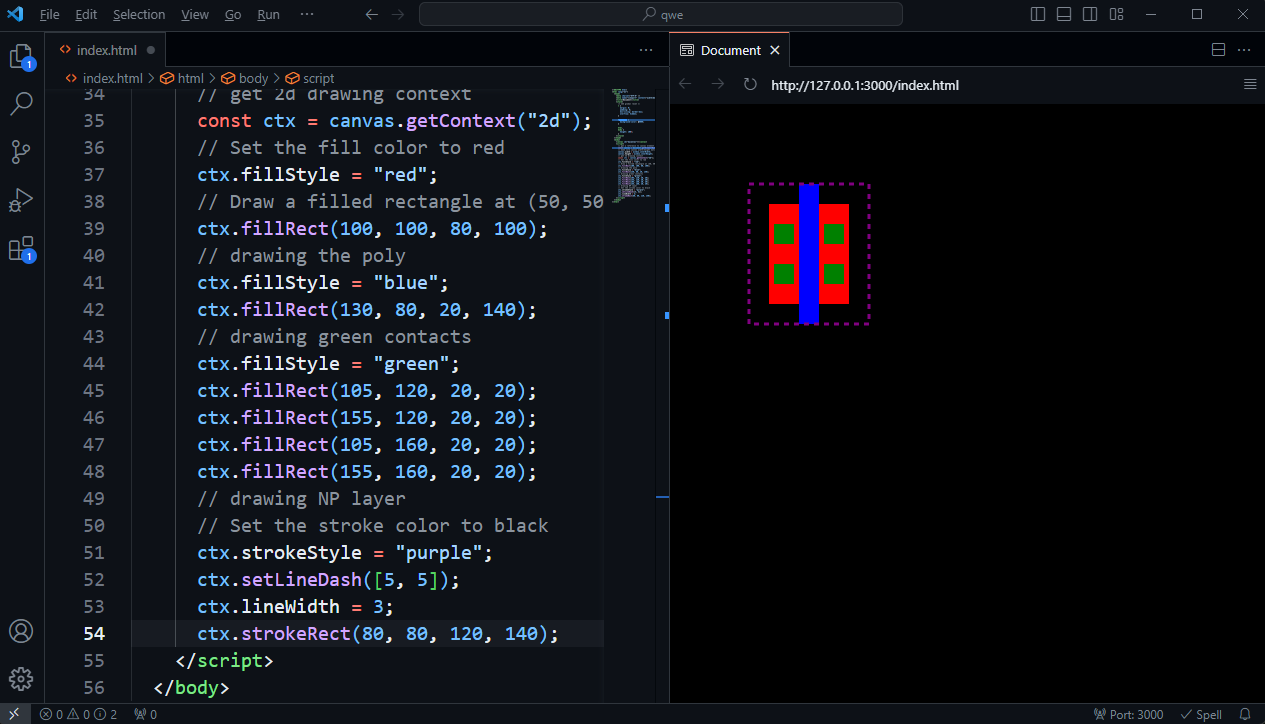 File Edit Selection View Go Run ··· qwe
index.html
index.html > html > body > script
34 // get 2d drawing context
35 const ctx = canvas.getContext("2d");
36 // Set the fill color to red
37 ctx.fillStyle = "red";
38 // Draw a filled rectangle at (50, 50
39 ctx.fillRect(100, 100, 80, 100);
40 // drawing the poly
41 ctx.fillStyle = "blue";
42 ctx.fillRect(130, 80, 20, 140);
43 // drawing green contacts
44 ctx.fillStyle = "green";
45 ctx.fillRect(105, 120, 20, 20);
46 ctx.fillRect(155, 120, 20, 20);
47 ctx.fillRect(105, 160, 20, 20);
48 ctx.fillRect(155, 160, 20, 20);
49 // drawing NP layer
50 // Set the stroke color to black
51 ctx.strokeStyle = "purple";
52 ctx.setLineDash([5, 5]);
53 ctx.lineWidth = 3;
54 ctx.strokeRect(80, 80, 120, 140);
55 </script>
56 </body>
Document
http://127.0.0.1:3000/index.html
1
1
0 0 2 0
Port: 3000 Spell